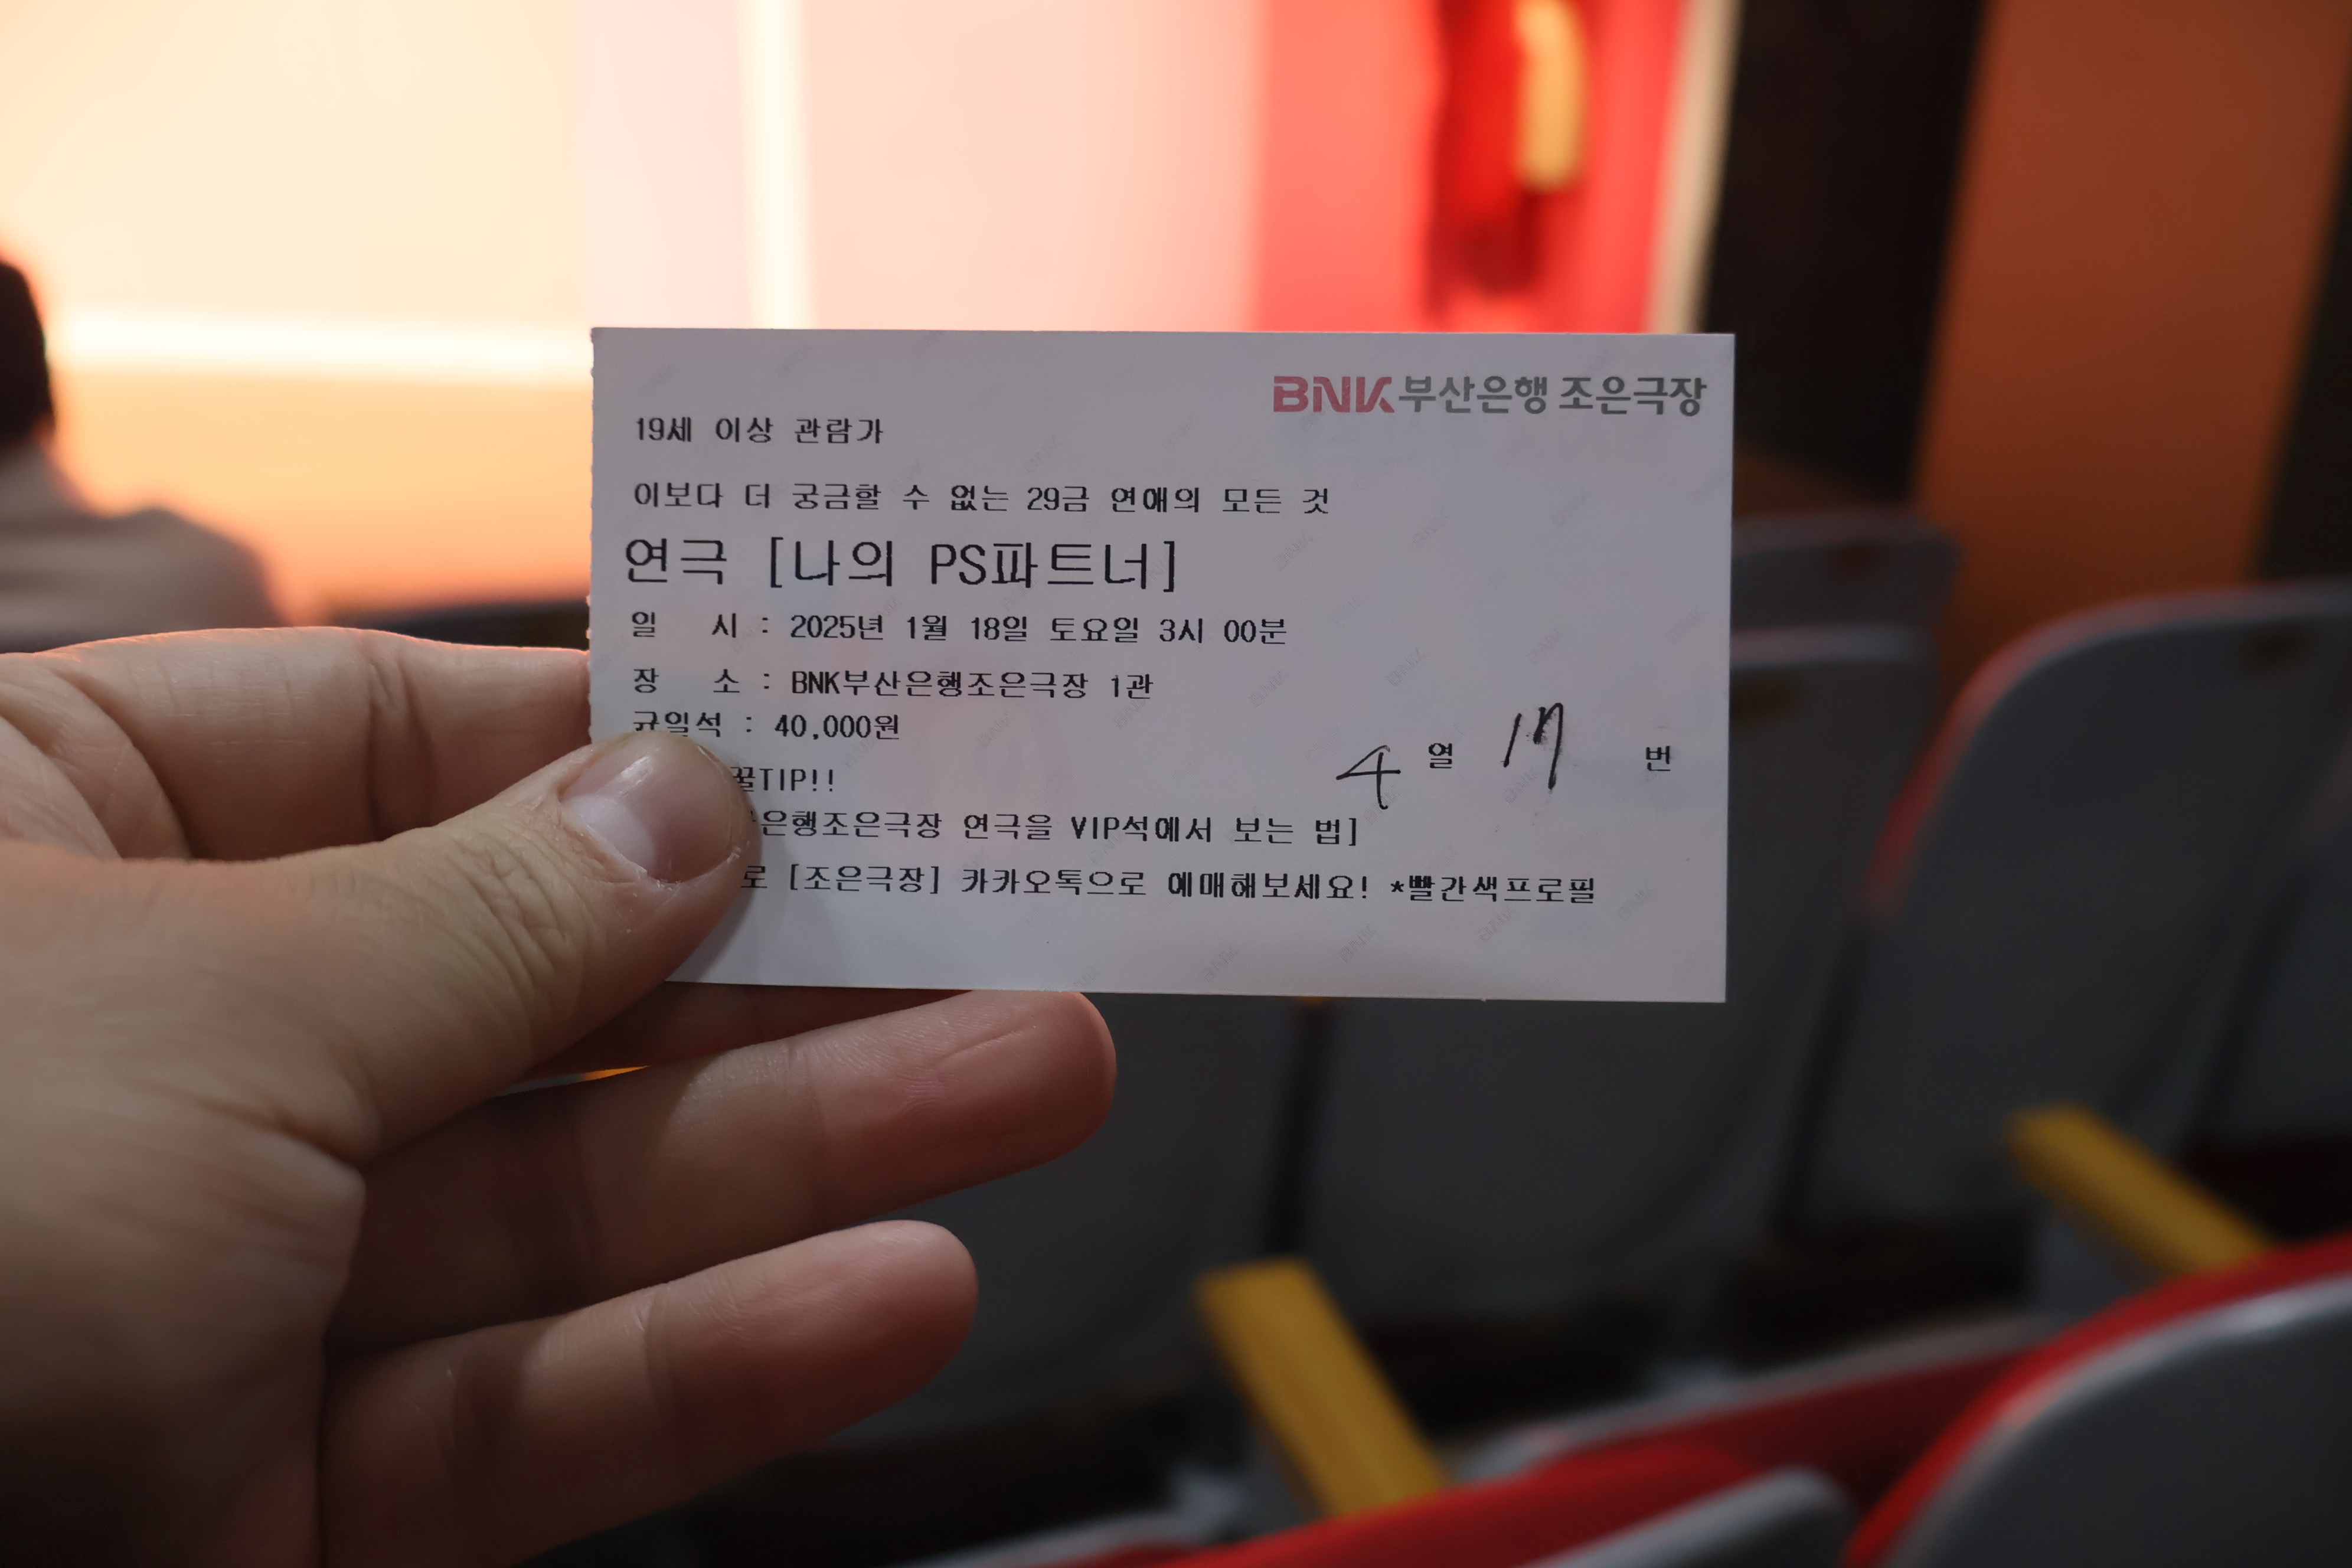 BNK부산은행 조은극장
19세 이상 관람가
이보다 더 궁금할 수 없는 29금 연애의 모든 것
연극 [나의 PS파트너]
일 시 : 2025년 1월 18일 토요일 3시 00분
장 소 : BNK부산은행조은극장 1관
균일석 : 40,000원
4 열 17 번
꿀TIP!!
은행조은극장 연극을 VIP석에서 보는 법]
로 [조은극장] 카카오톡으로 예매해보세요! *빨간색프로필